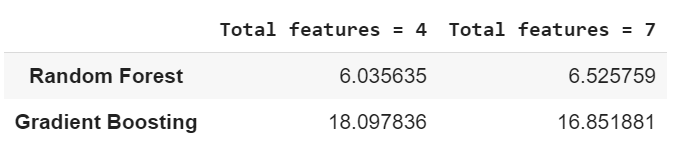 Total features = 4 Total features = 7
Random Forest 6.035635 6.525759
Gradient Boosting 18.097836 16.851881